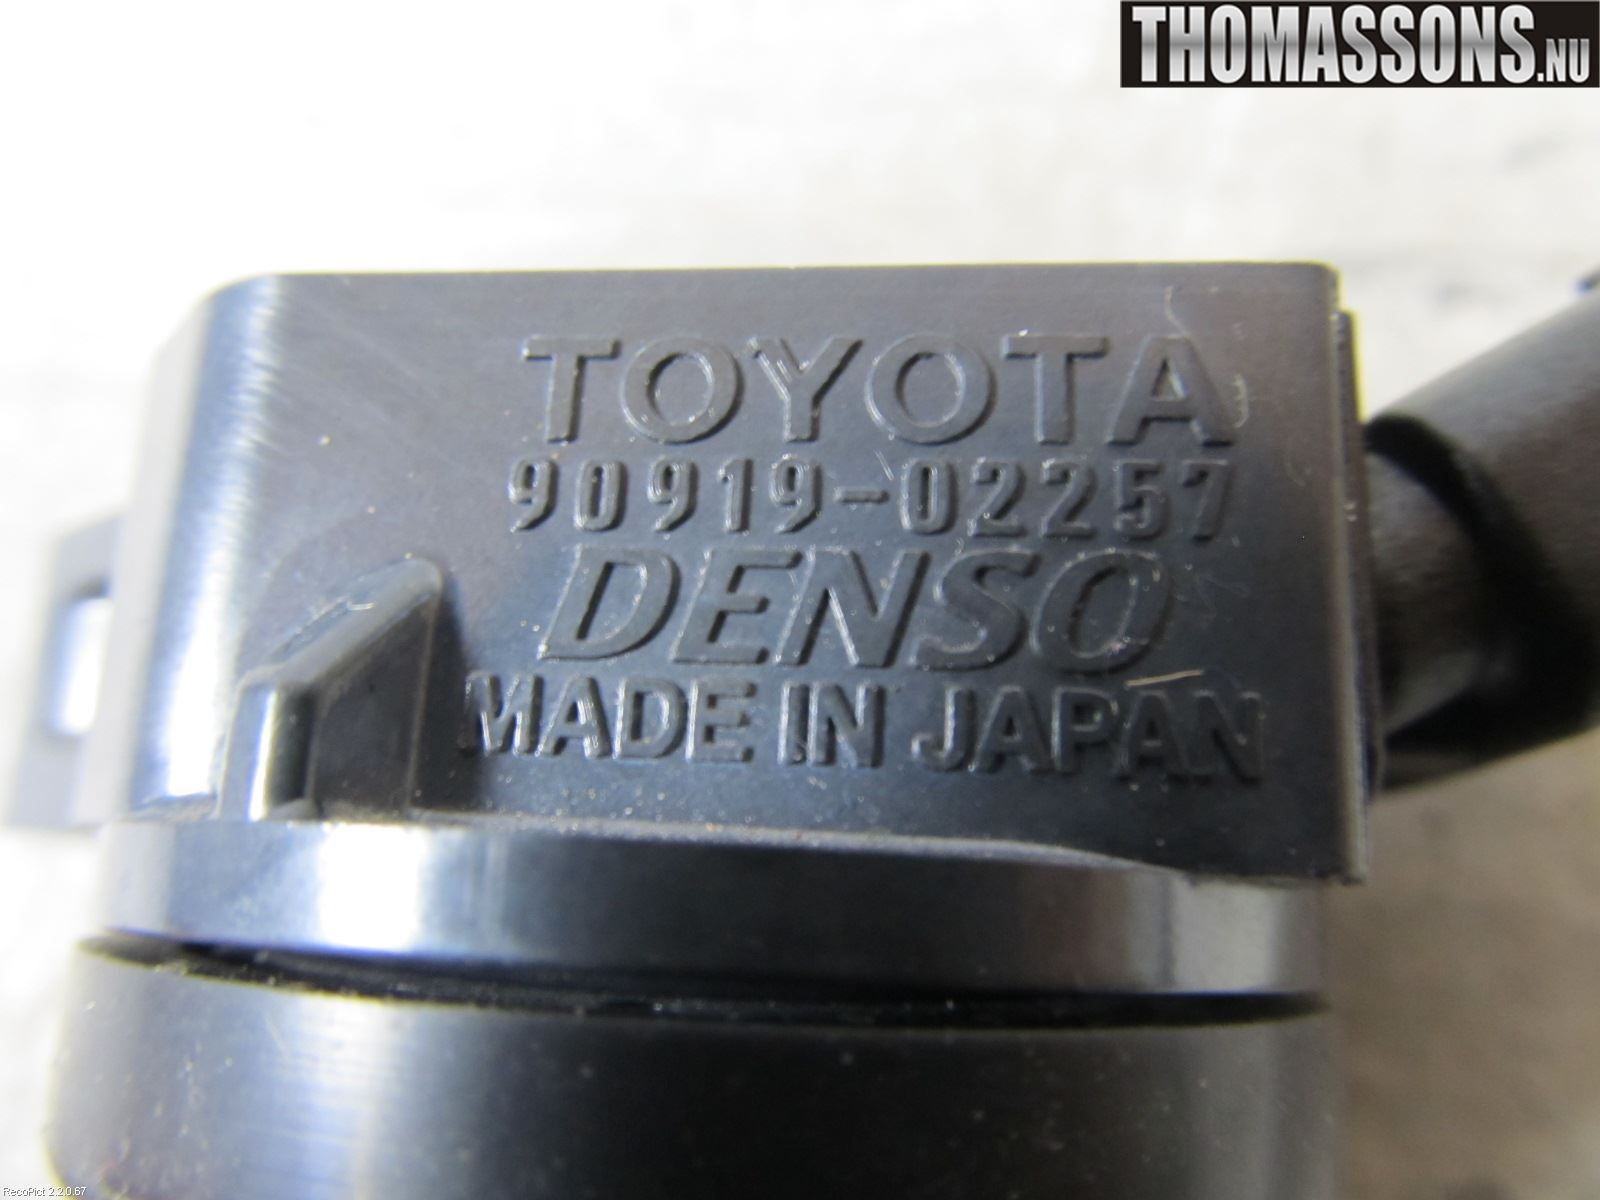 THOMASSONS.NU
TOYOTA
90919-02257
DENSO
MADE IN JAPAN
RecoPict 2.2.0.67